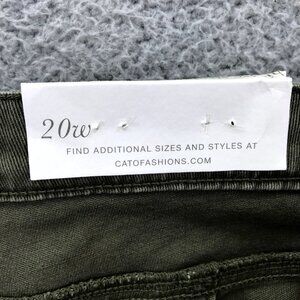 20w
FIND ADDITIONAL SIZES AND STYLES AT
CATOFASHIONS.COM